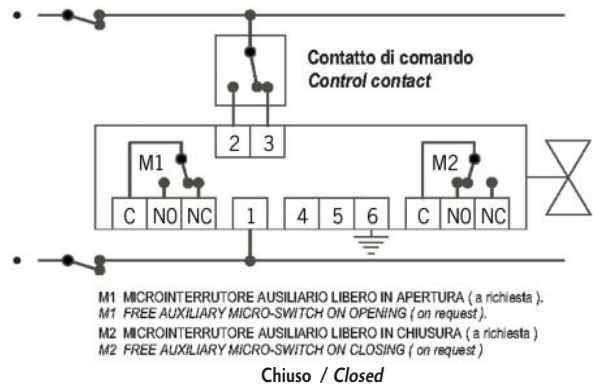 Contatto di comando
Control contact
2 3
M1
M2
C NO NC 1 4 5 6 C NO NC
M1 MICROINTERRUTORE AUSILIARIO LIBERO IN APERTURA ( a richiesta ).
M1 FREE AUXILIARY MICRO-SWITCH ON OPENING ( on request ).
M2 MICROINTERRUTORE AUSILIARIO LIBERO IN CHIUSURA ( a richiesta )
M2 FREE AUXILIARY MICRO-SWITCH ON CLOSING ( on request )
Chiuso / Closed